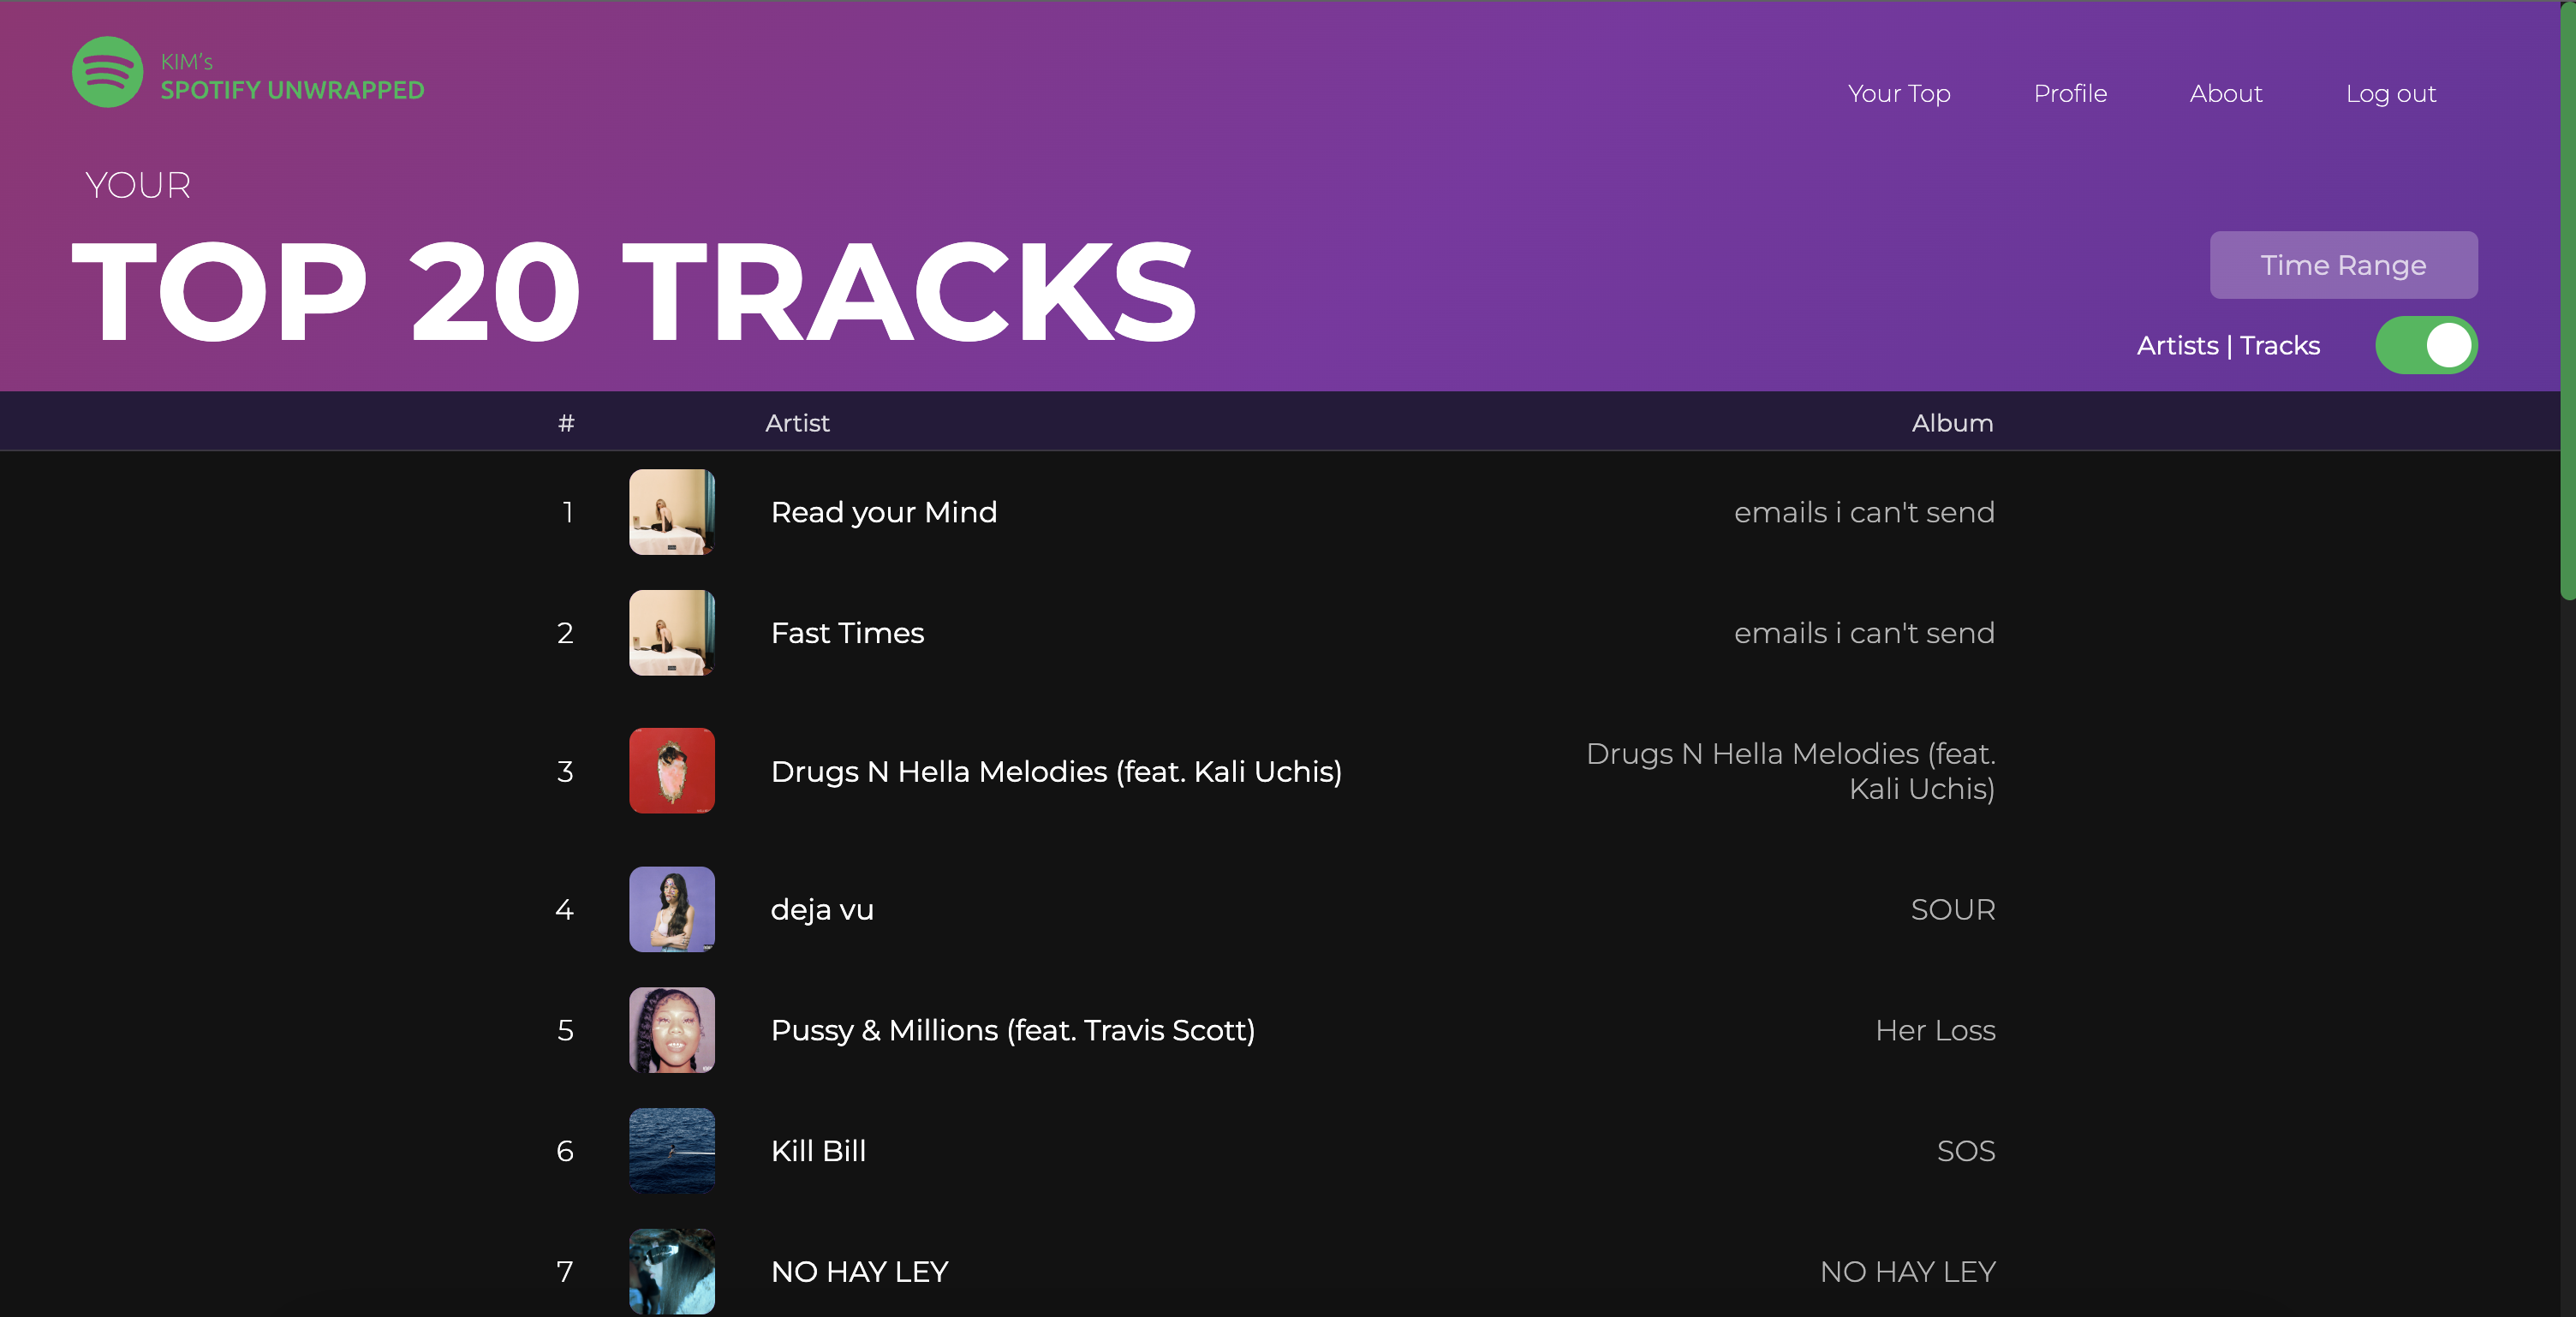 KIM's
SPOTIFY UNWRAPPED
Your Top Profile About Log out
YOUR
TOP 20 TRACKS
Time Range
Artists | Tracks
# Artist Album
1 Read your Mind emails i can't send
2 Fast Times emails i can't send
3 Drugs N Hella Melodies (feat. Kali Uchis) Drugs N Hella Melodies (feat.
Kali Uchis)
4 deja vu SOUR
5 Pussy & Millions (feat. Travis Scott) Her Loss
6 Kill Bill SOS
7 NO HAY LEY NO HAY LEY